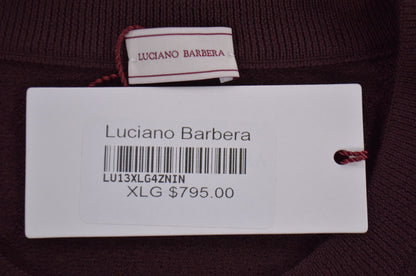 LUCIANO BARBERA
Luciano Barbera
LU13XLG4ZNIN
XLG $795.00